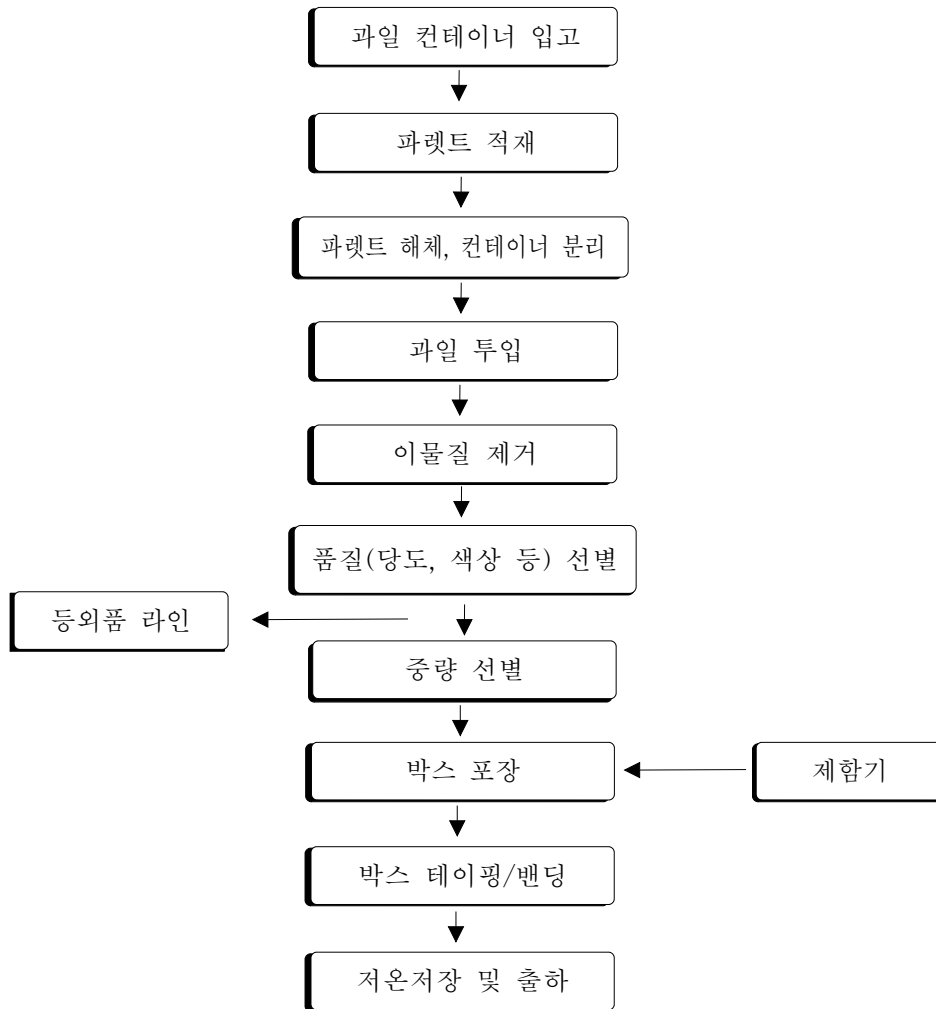 과일 컨테이너 입고
파렛트 적재
파렛트 해체, 컨테이너 분리
과일 투입
이물질 제거
품질(당도, 색상 등) 선별
등외품 라인
중량 선별
박스 포장
제함기
박스 테이핑/밴딩
저온저장 및 출하